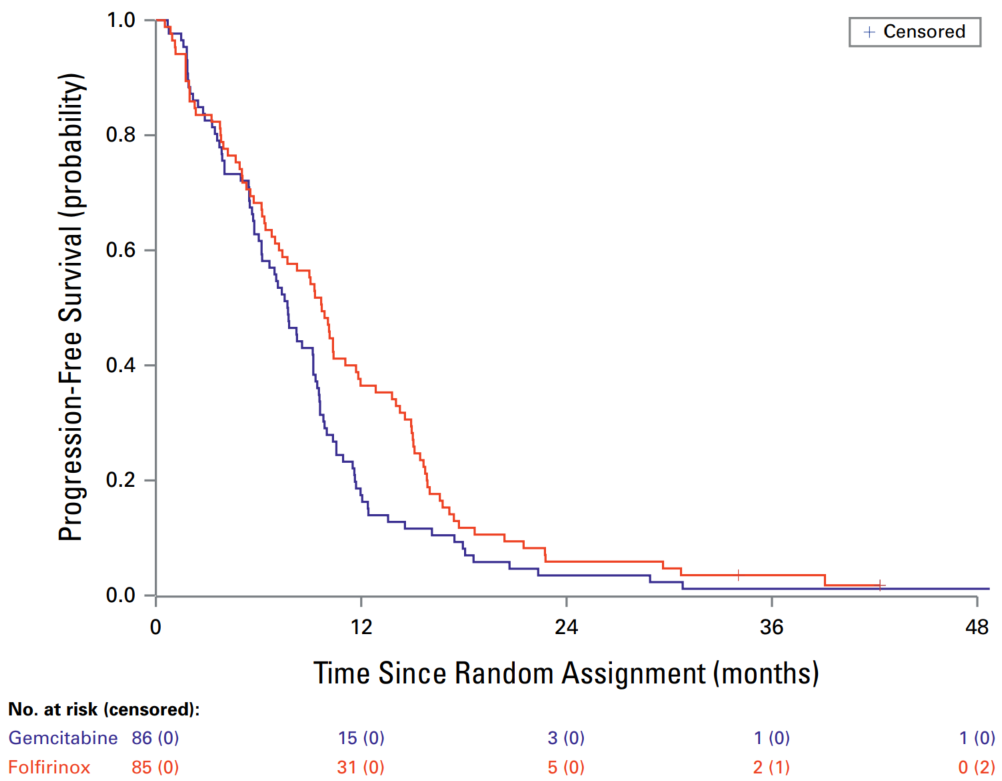 1.0
0.8
0.6
0.4
0.2
0.0
Progression-Free Survival (probability)
+ Censored
0 12 24 36 48
Time Since Random Assignment (months)
No. at risk (censored):
Gemcitabine 86 (0) 15 (0) 3 (0) 1 (0) 1 (0)
Folfirinox 85 (0) 31 (0) 5 (0) 2 (1) 0 (2)